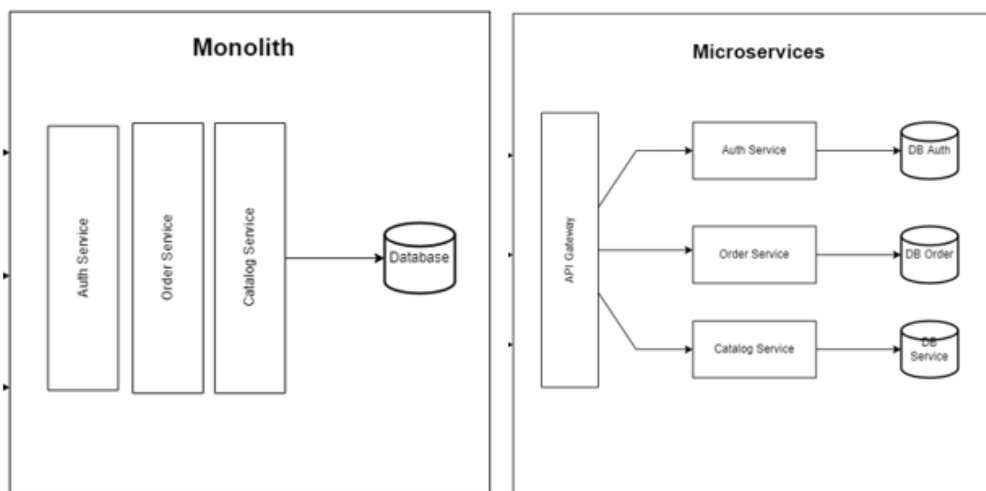 Monolith
Auth Service
Order Service
Catalog Service
Database
Microservices
API Gateway
Auth Service
DB Auth
Order Service
DB Order
Catalog Service
DB
Service